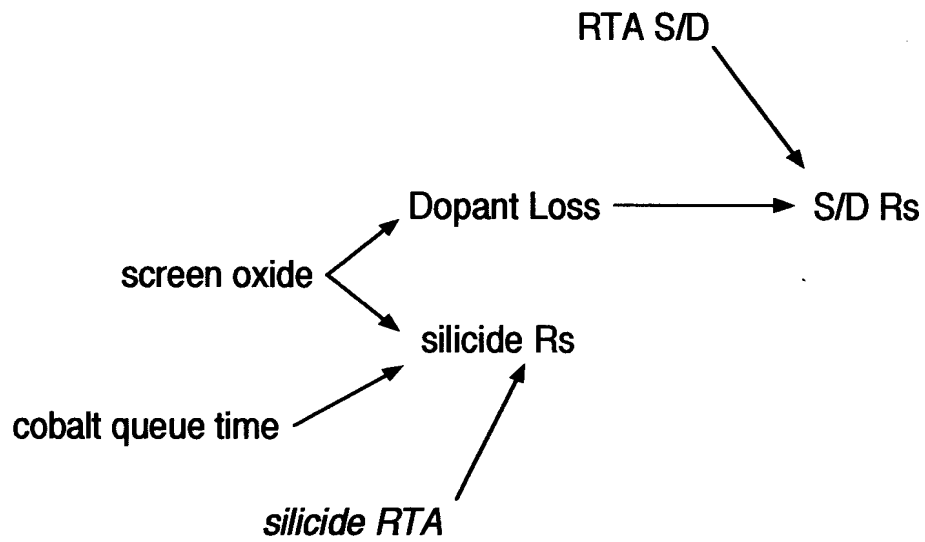 RTA S/D
Dopant Loss
S/D Rs
screen oxide
silicide Rs
cobalt queue time
silicide RTA